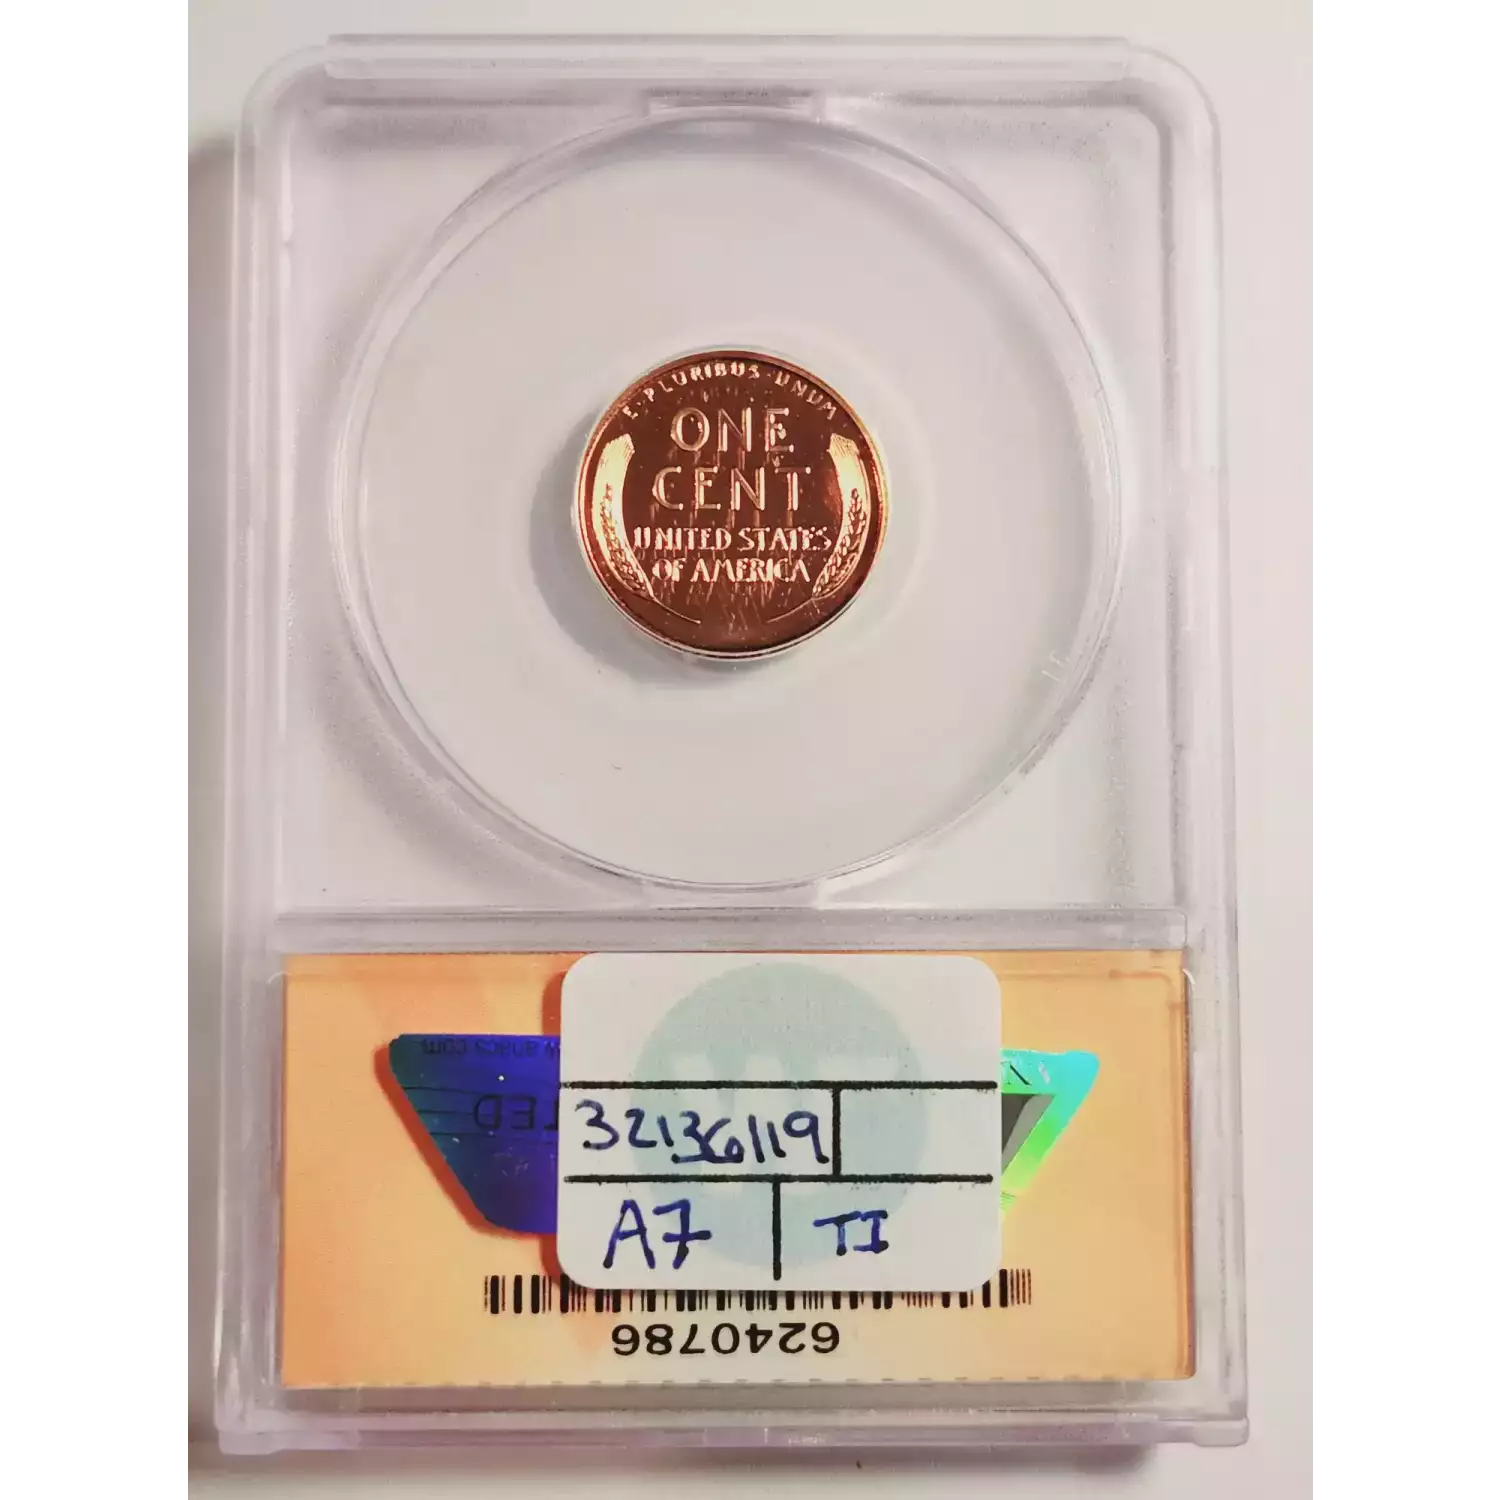 E·PLURIBUS·UNUM
ONE
CENT
UNITED STATES
OF AMERICA
32136119
A7 TI
6240786